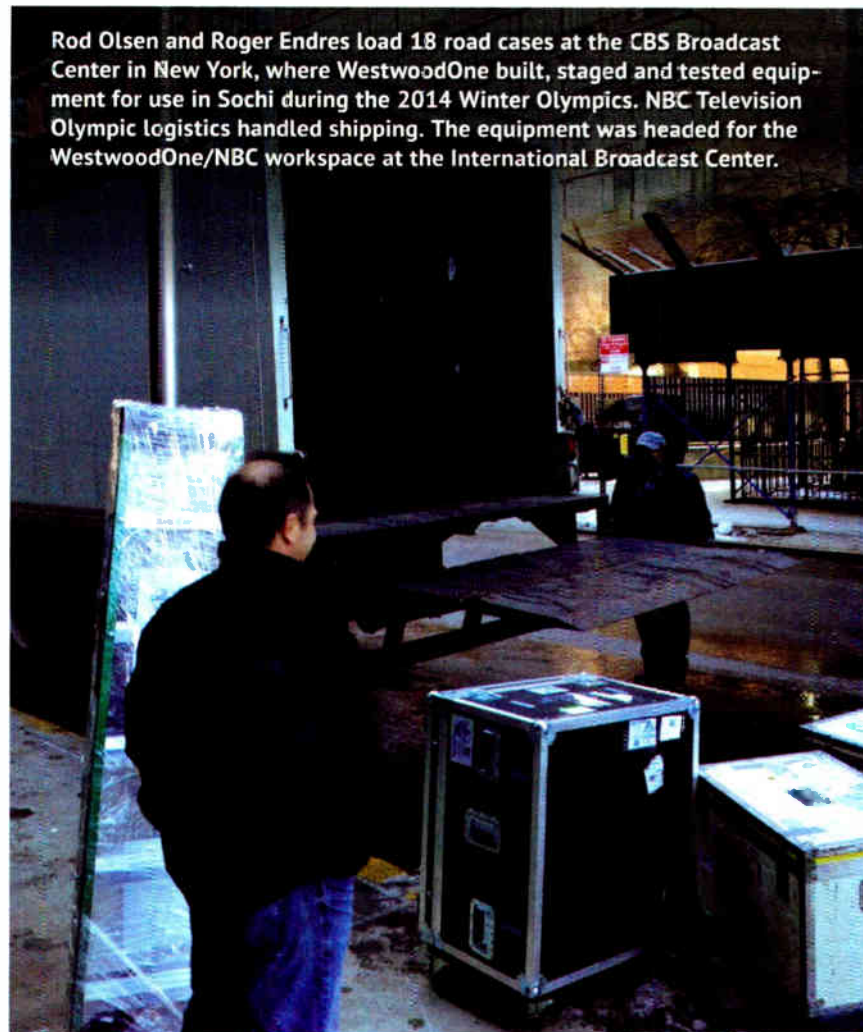 Rod Olsen and Roger Endres load 18 road cases at the CBS Broadcast
Center in New York, where WestwoodOne built, staged and tested equip-
ment for use in Sochi during the 2014 Winter Olympics. NBC Television
Olympic logistics handled shipping. The equipment was headed for the
WestwoodOne/NBC workspace at the International Broadcast Center.